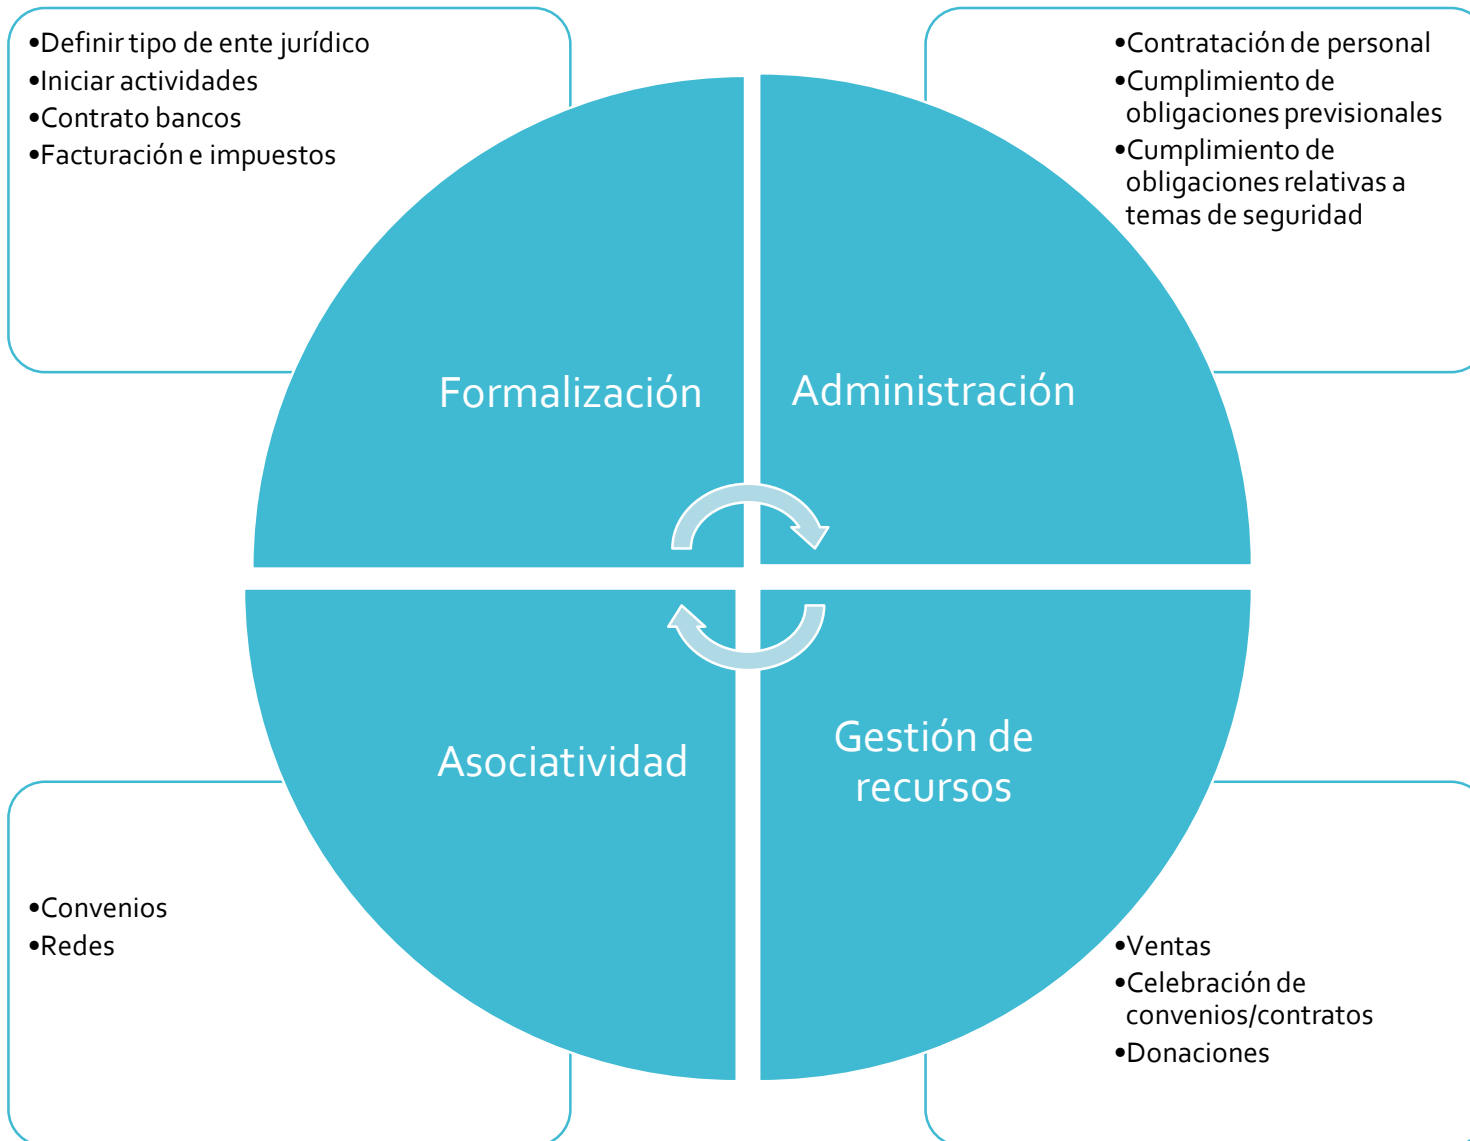 •Definir tipo de ente jurídico
•Iniciar actividades
•Contrato bancos
•Facturación e impuestos
•Contratación de personal
•Cumplimiento de
obligaciones previsionales
•Cumplimiento de
obligaciones relativas a
temas de seguridad
Formalización
Administración
Asociatividad
Gestión de
recursos
•Convenios
•Redes
•Ventas
•Celebración de
convenios/contratos
•Donaciones